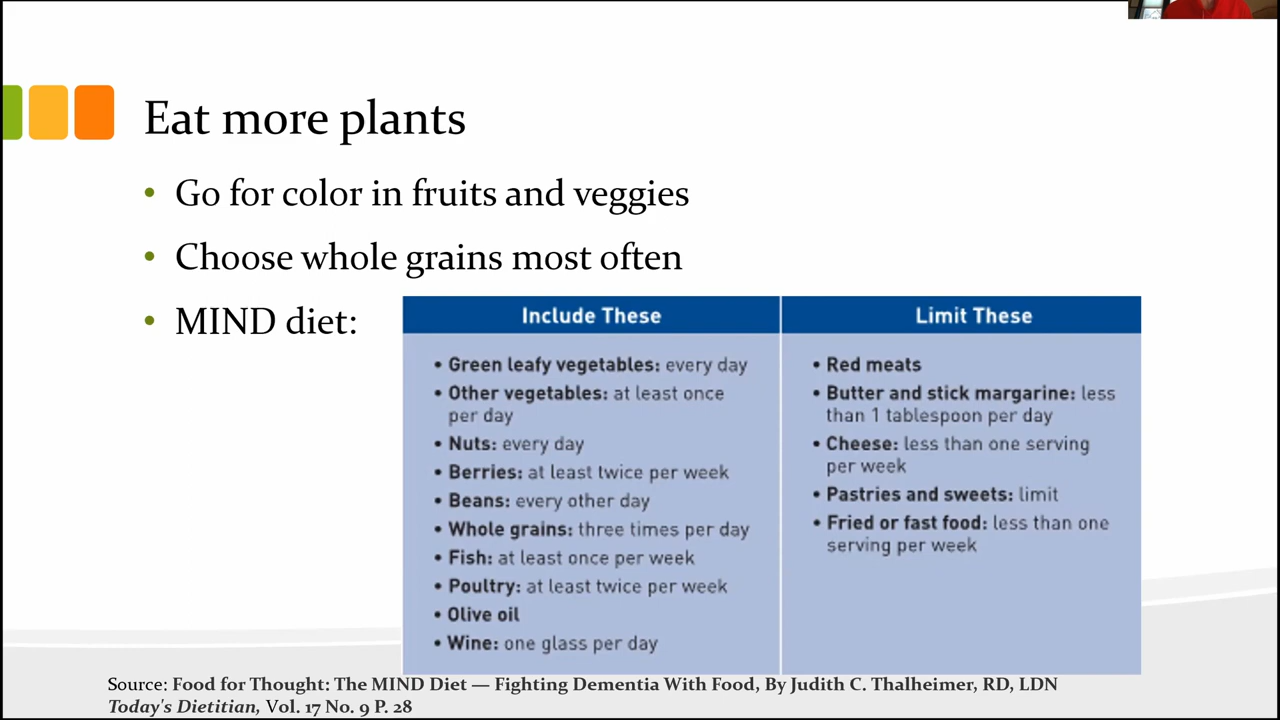 Eat more plants
• Go for color in fruits and veggies
• Choose whole grains most often
• MIND diet:
Include These
• Green leafy vegetables: every day
• Other vegetables: at least once
per day
• Nuts: every day
• Berries: at least twice per week
• Beans: every other day
• Whole grains: three times per day
• Fish: at least once per week
• Poultry: at least twice per week
• Olive oil
• Wine: one glass per day
Limit These
• Red meats
• Butter and stick margarine: less
than 1 tablespoon per day
• Cheese: less than one serving
per week
• Pastries and sweets: limit
• Fried or fast food: less than one
serving per week
Source: Food for Thought: The MIND Diet — Fighting Dementia With Food, By Judith C. Thalheimer, RD, LDN
Today's Dietitian, Vol. 17 No. 9 P. 28